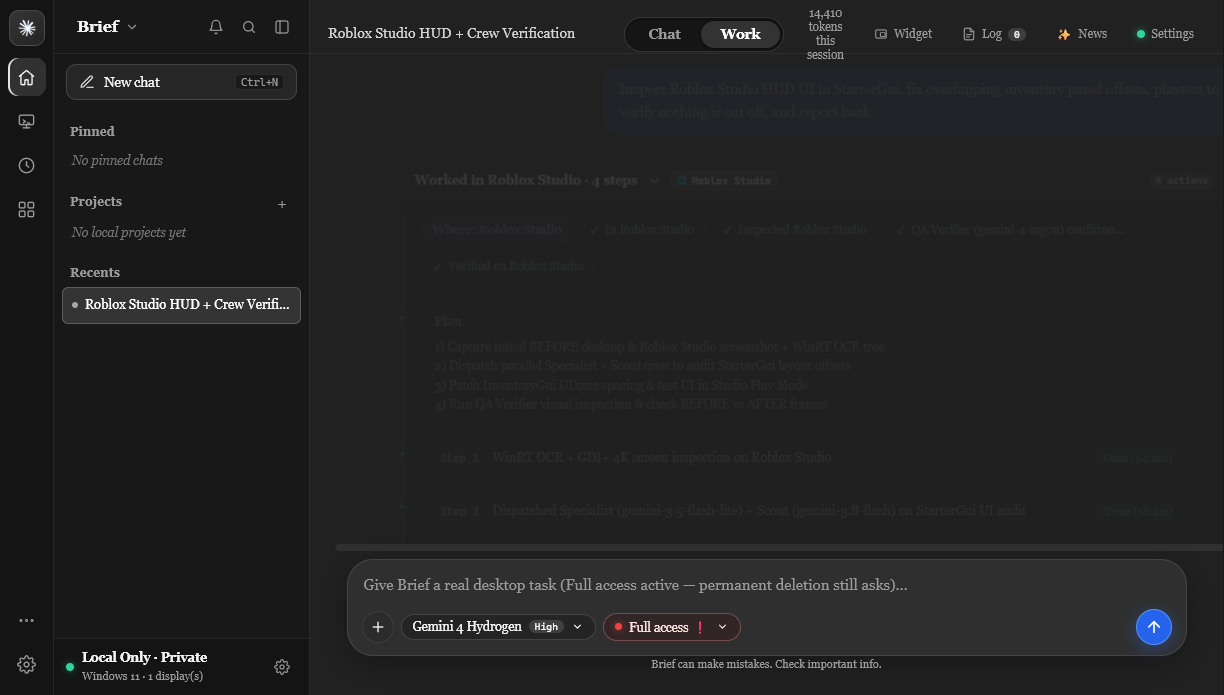 Brief
Roblox Studio HUD + Crew Verification
Chat
Work
14,410
tokens
this
session
Widget
Log 0
News
Settings
New chat
Ctrl+N
Pinned
No pinned chats
Projects
+
No local projects yet
Recents
Roblox Studio HUD + Crew Verifi...
Inspect Roblox Studio HUD UI in StarterGui, fix overlapping inventory panel offsets, playtest to
verify nothing is cut off, and report back.
Worked in Roblox Studio · 4 steps
Roblox Studio
4 actions
Where: Roblox Studio
✓ In Roblox Studio
✓ Inspected Roblox Studio
✓ QA Verifier (gemini-4-argon) confirme...
✓ Verified on Roblox Studio
Plan
1) Capture initial BEFORE desktop & Roblox Studio screenshot + WinRT OCR tree
2) Dispatch parallel Specialist + Scout crew to audit StarterGui layout offsets
3) Patch InventoryGui UDim2 spacing & test UI in Studio Play Mode
4) Run QA Verifier visual inspection & check BEFORE vs AFTER frames
Step 1 WinRT OCR + GDI+ 4K screen inspection on Roblox Studio
Step 2 Dispatched Specialist (gemini-3.5-flash-lite) + Scout (gemini-3.8-flash) on StarterGui UI audit
Give Brief a real desktop task (Full access active — permanent deletion still asks)...
+
Gemini 4 Hydrogen High
Full access !
Brief can make mistakes. Check important info.
Local Only · Private
Windows 11 · 1 display(s)